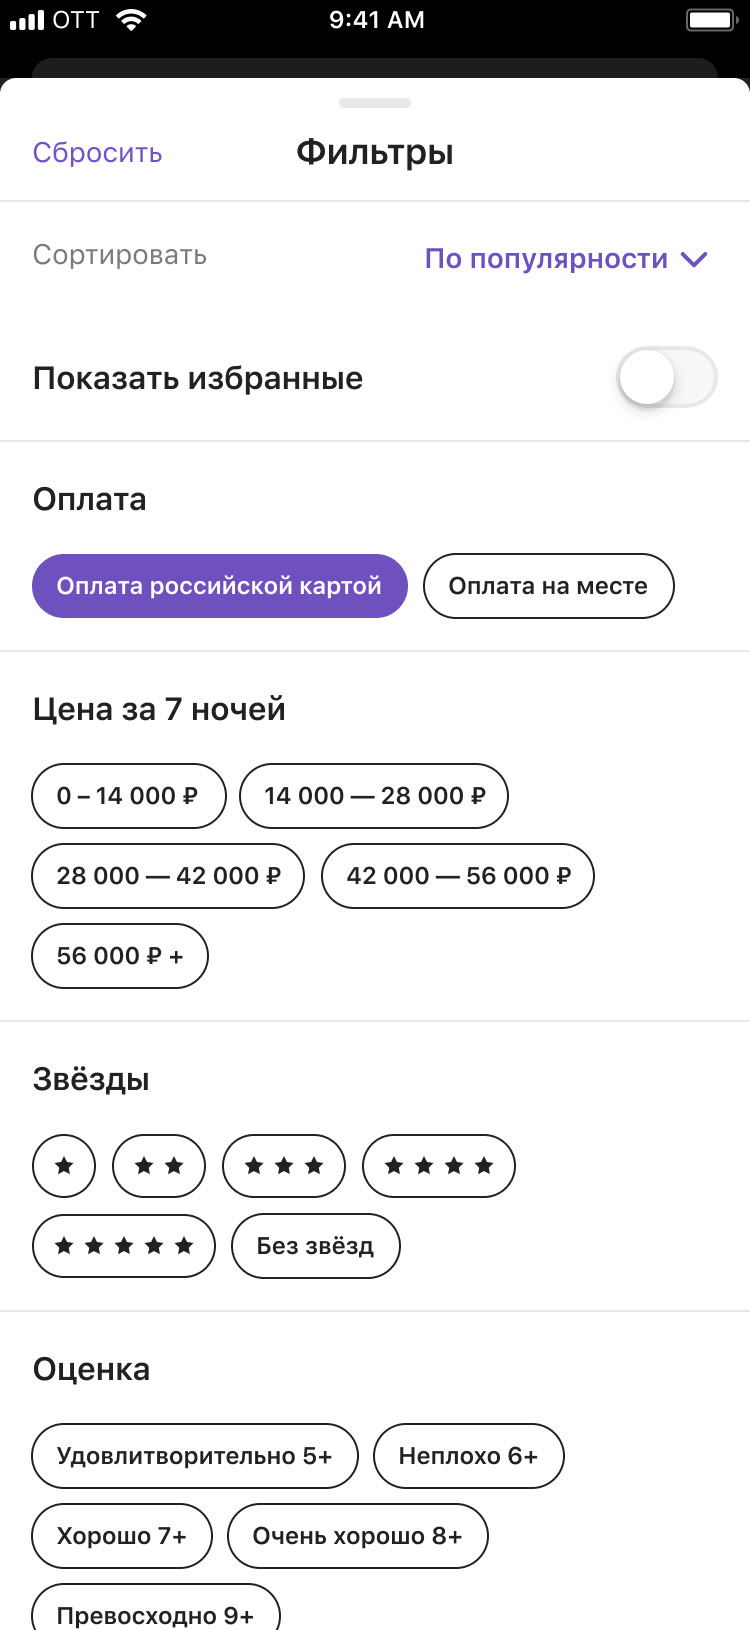 OTT 9:41 AM
Сбросить Фильтры
Сортировать По популярности
Показать избранные
Оплата
Оплата российской картой Оплата на месте
Цена за 7 ночей
0 – 14 000 ₽ 14 000 — 28 000 ₽
28 000 — 42 000 ₽ 42 000 — 56 000 ₽
56 000 ₽ +
Звёзды
★ ★ ★ ★ ★ ★ ★ ★ ★ ★
★ ★ ★ ★ ★ Без звёзд
Оценка
Удовлитворительно 5+ Неплохо 6+
Хорошо 7+ Очень хорошо 8+
Превосходно 9+